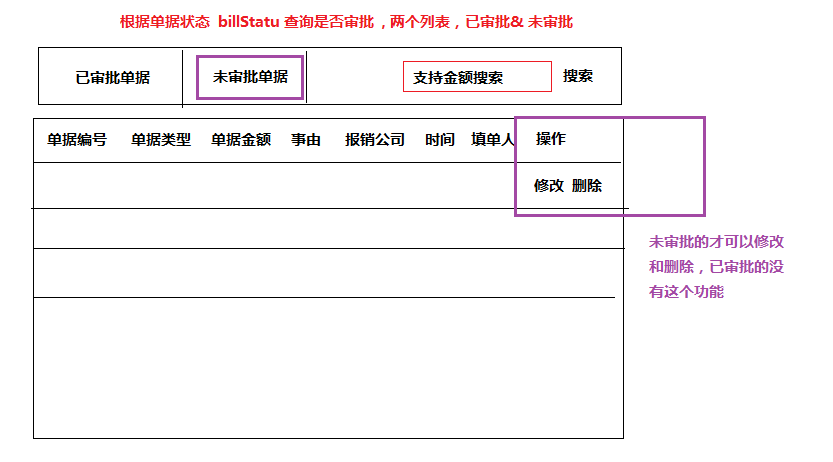 根据单据状态 billStatu 查询是否审批，两个列表，已审批& 未审批
已审批单据 未审批单据 支持金额搜索 搜索
单据编号 单据类型 单据金额 事由 报销公司 时间 填单人 操作
修改 删除
未审批的才可以修改
和删除，已审批的没
有这个功能